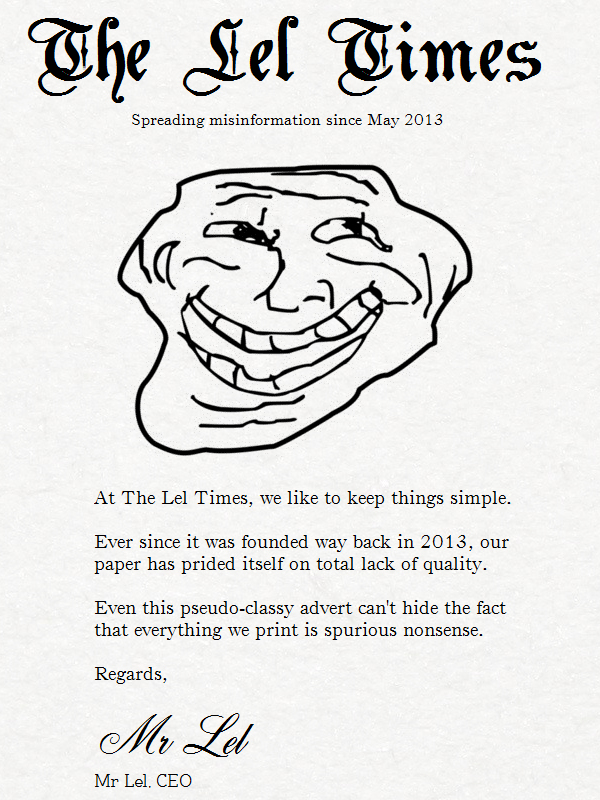 The Lel Times
Spreading misinformation since May 2013
At The Lel Times, we like to keep things simple.
Ever since it was founded way back in 2013, our
paper has prided itself on total lack of quality.
Even this pseudo-classy advert can't hide the fact
that everything we print is spurious nonsense.
Regards,
Mr Lel
Mr Lel, CEO